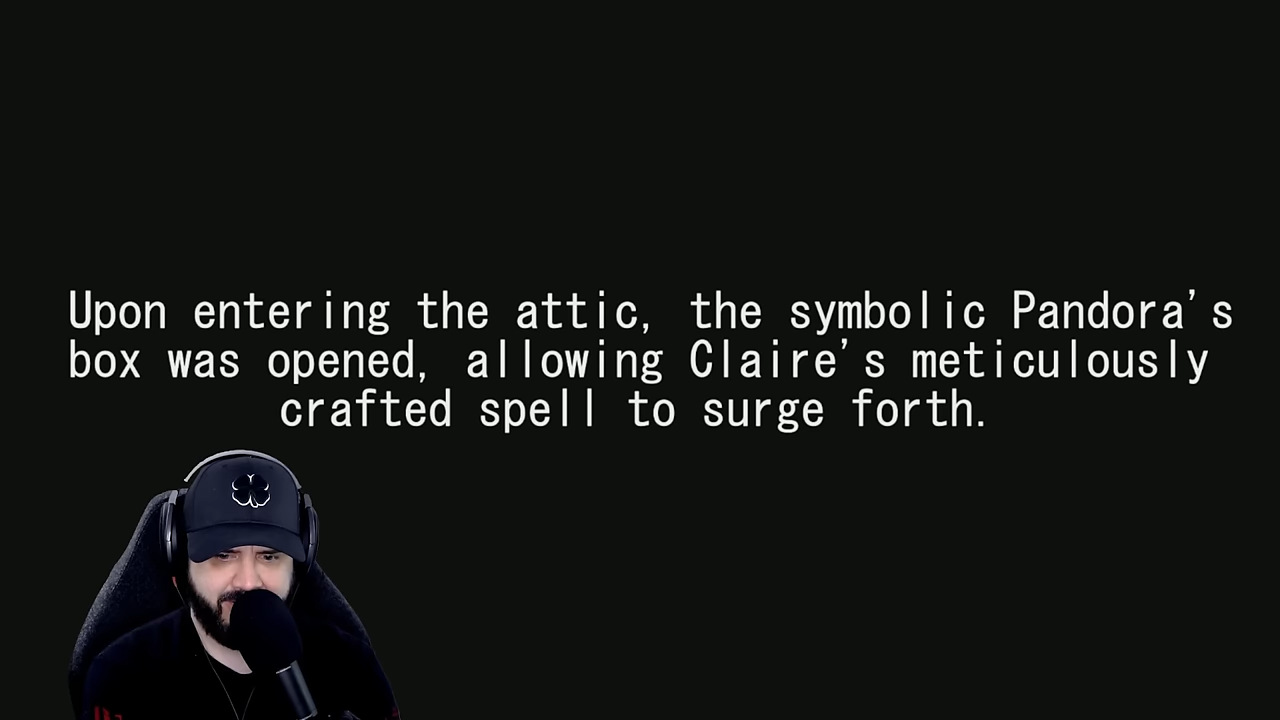 Upon entering the attic, the symbolic Pandora's
box was opened, allowing Claire's meticulously
crafted spell to surge forth.